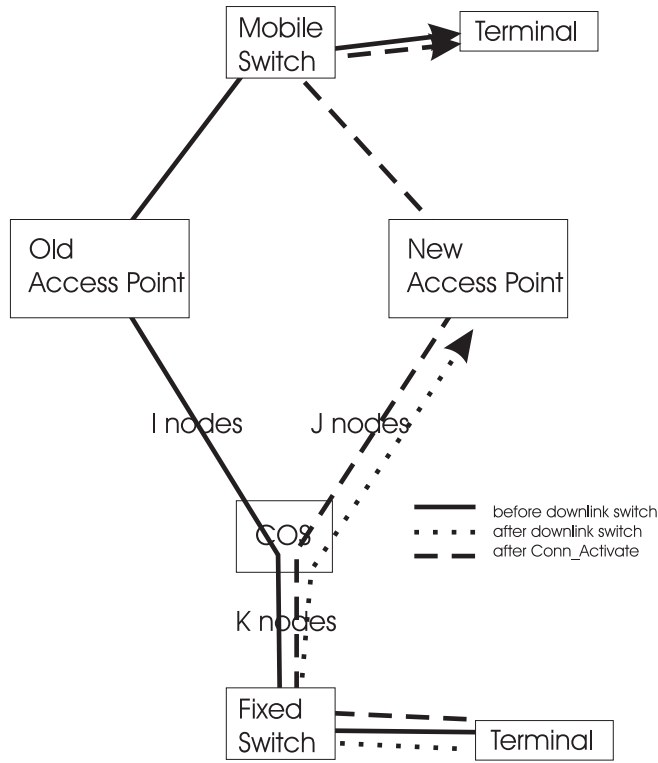 Mobile
Switch
Terminal
Old
Access Point
New
Access Point
I nodes
J nodes
COS
before downlink switch
after downlink switch
after Conn_Activate
K nodes
Fixed
Switch
Terminal